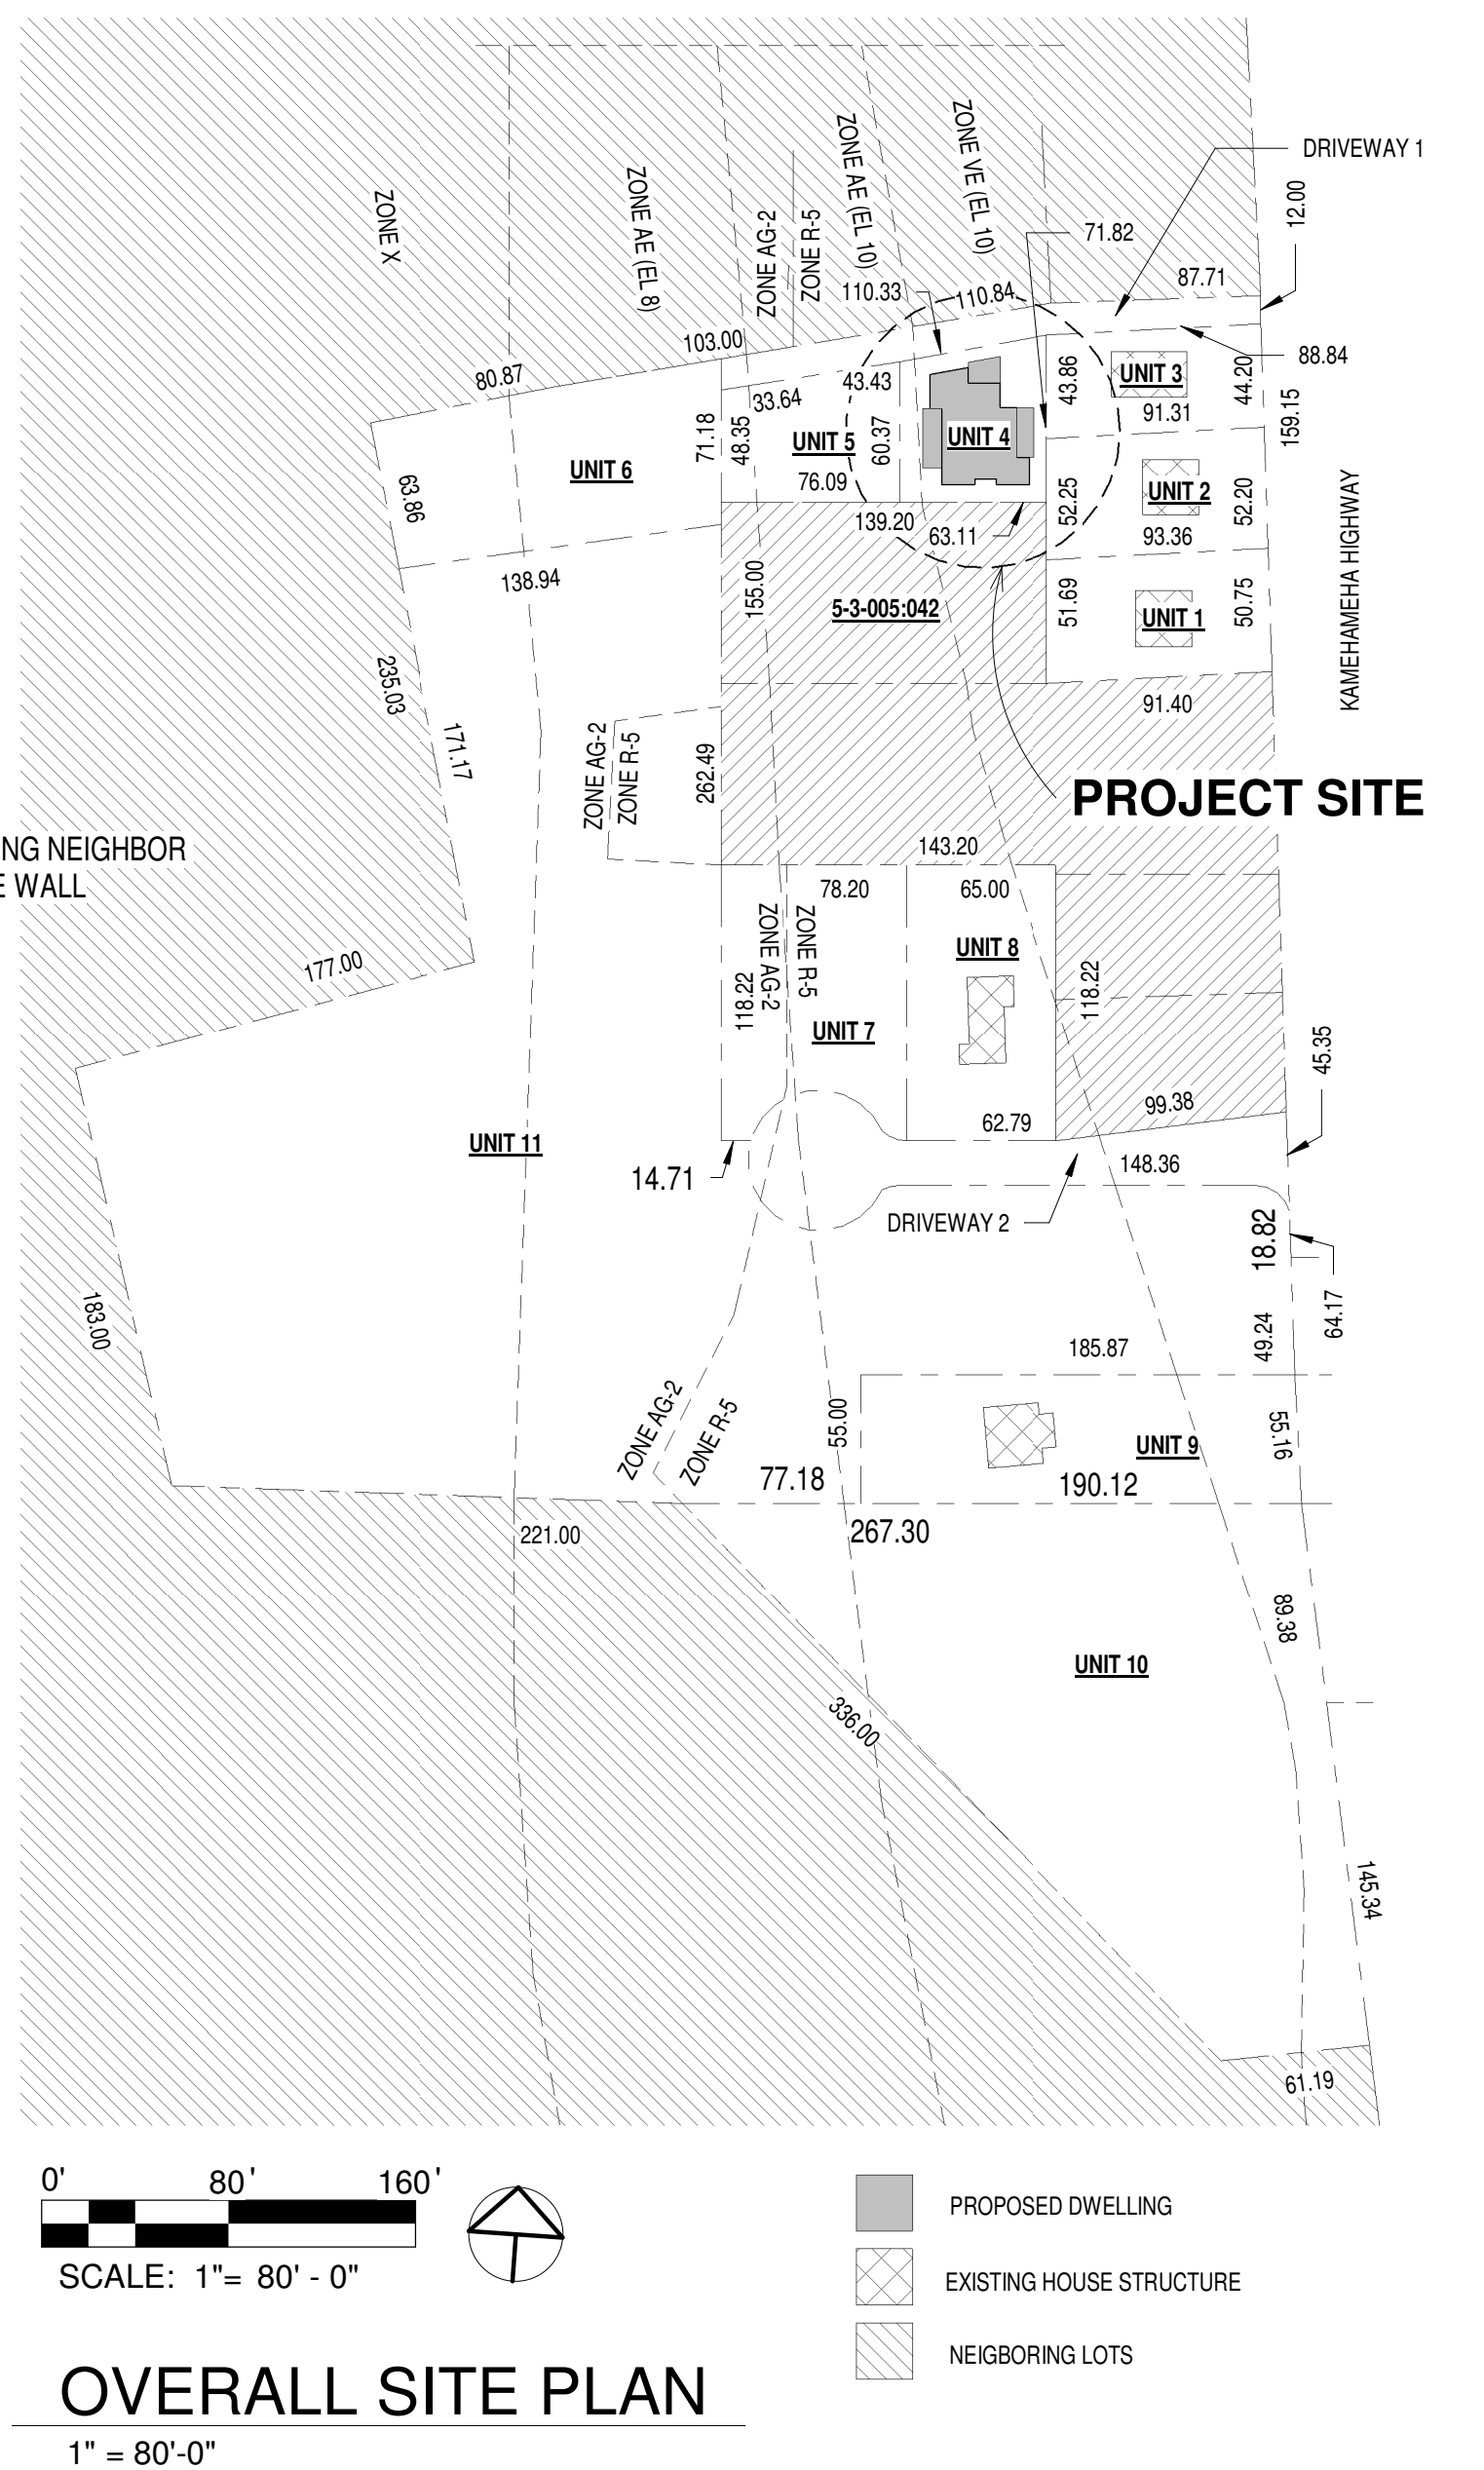 DRIVEWAY 1
12.00
ZONE X
ZONE AE (EL 8)
ZONE AG-2
ZONE R-5
ZONE AE (EL 10)
ZONE VE (EL 10)
71.82
87.71
110.33
110.84
103.00
80.87
88.84
43.43
33.64
43.86
UNIT 3
44.20
91.31
159.15
71.18
48.35
UNIT 5
60.37
UNIT 4
UNIT 6
76.09
63.86
52.25
UNIT 2
52.20
139.20
63.11
93.36
KAMEHAMEHA HIGHWAY
138.94
155.00
5-3-005:042
51.69
UNIT 1
50.75
235.03
171.17
91.40
ZONE AG-2
ZONE R-5
262.49
PROJECT SITE
NG NEIGHBOR
E WALL
143.20
78.20
65.00
ZONE AG-2
ZONE R-5
UNIT 8
177.00
118.22
118.22
UNIT 7
45.35
99.38
62.79
UNIT 11
14.71
148.36
DRIVEWAY 2
18.82
64.17
183.00
49.24
185.87
ZONE AG-2
ZONE R-5
55.00
55.16
UNIT 9
77.18
190.12
221.00
267.30
89.38
UNIT 10
336.00
145.34
61.19
0' 80' 160'
SCALE: 1"= 80' - 0"
PROPOSED DWELLING
EXISTING HOUSE STRUCTURE
NEIGBORING LOTS
OVERALL SITE PLAN
1" = 80'-0"